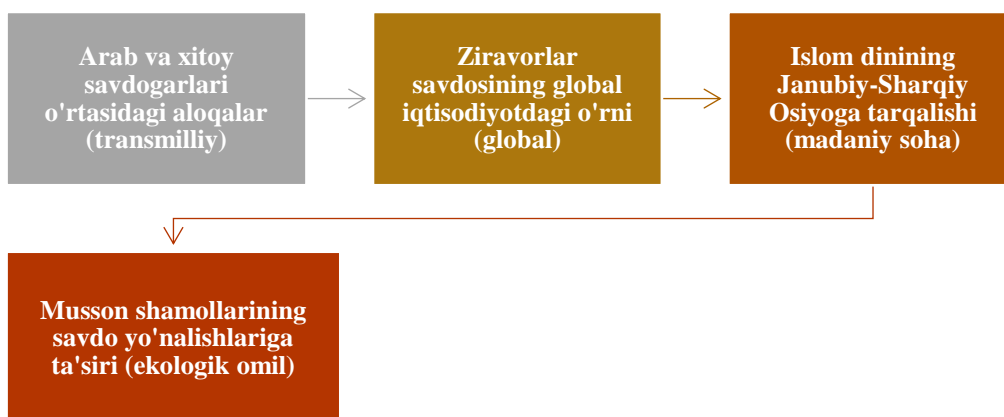 Arab va xitoy
savdogarlari
o'rtasidagi aloqalar
(transmilliy)
Ziravorlar
savdosining global
iqtisodiyotdagi o'rni
(global)
Islom dinining
Janubiy-Sharqiy
Osiyoga tarqalishi
(madaniy soha)
Musson shamollarining
savdo yo'nalishlariga
ta'siri (ekologik omil)